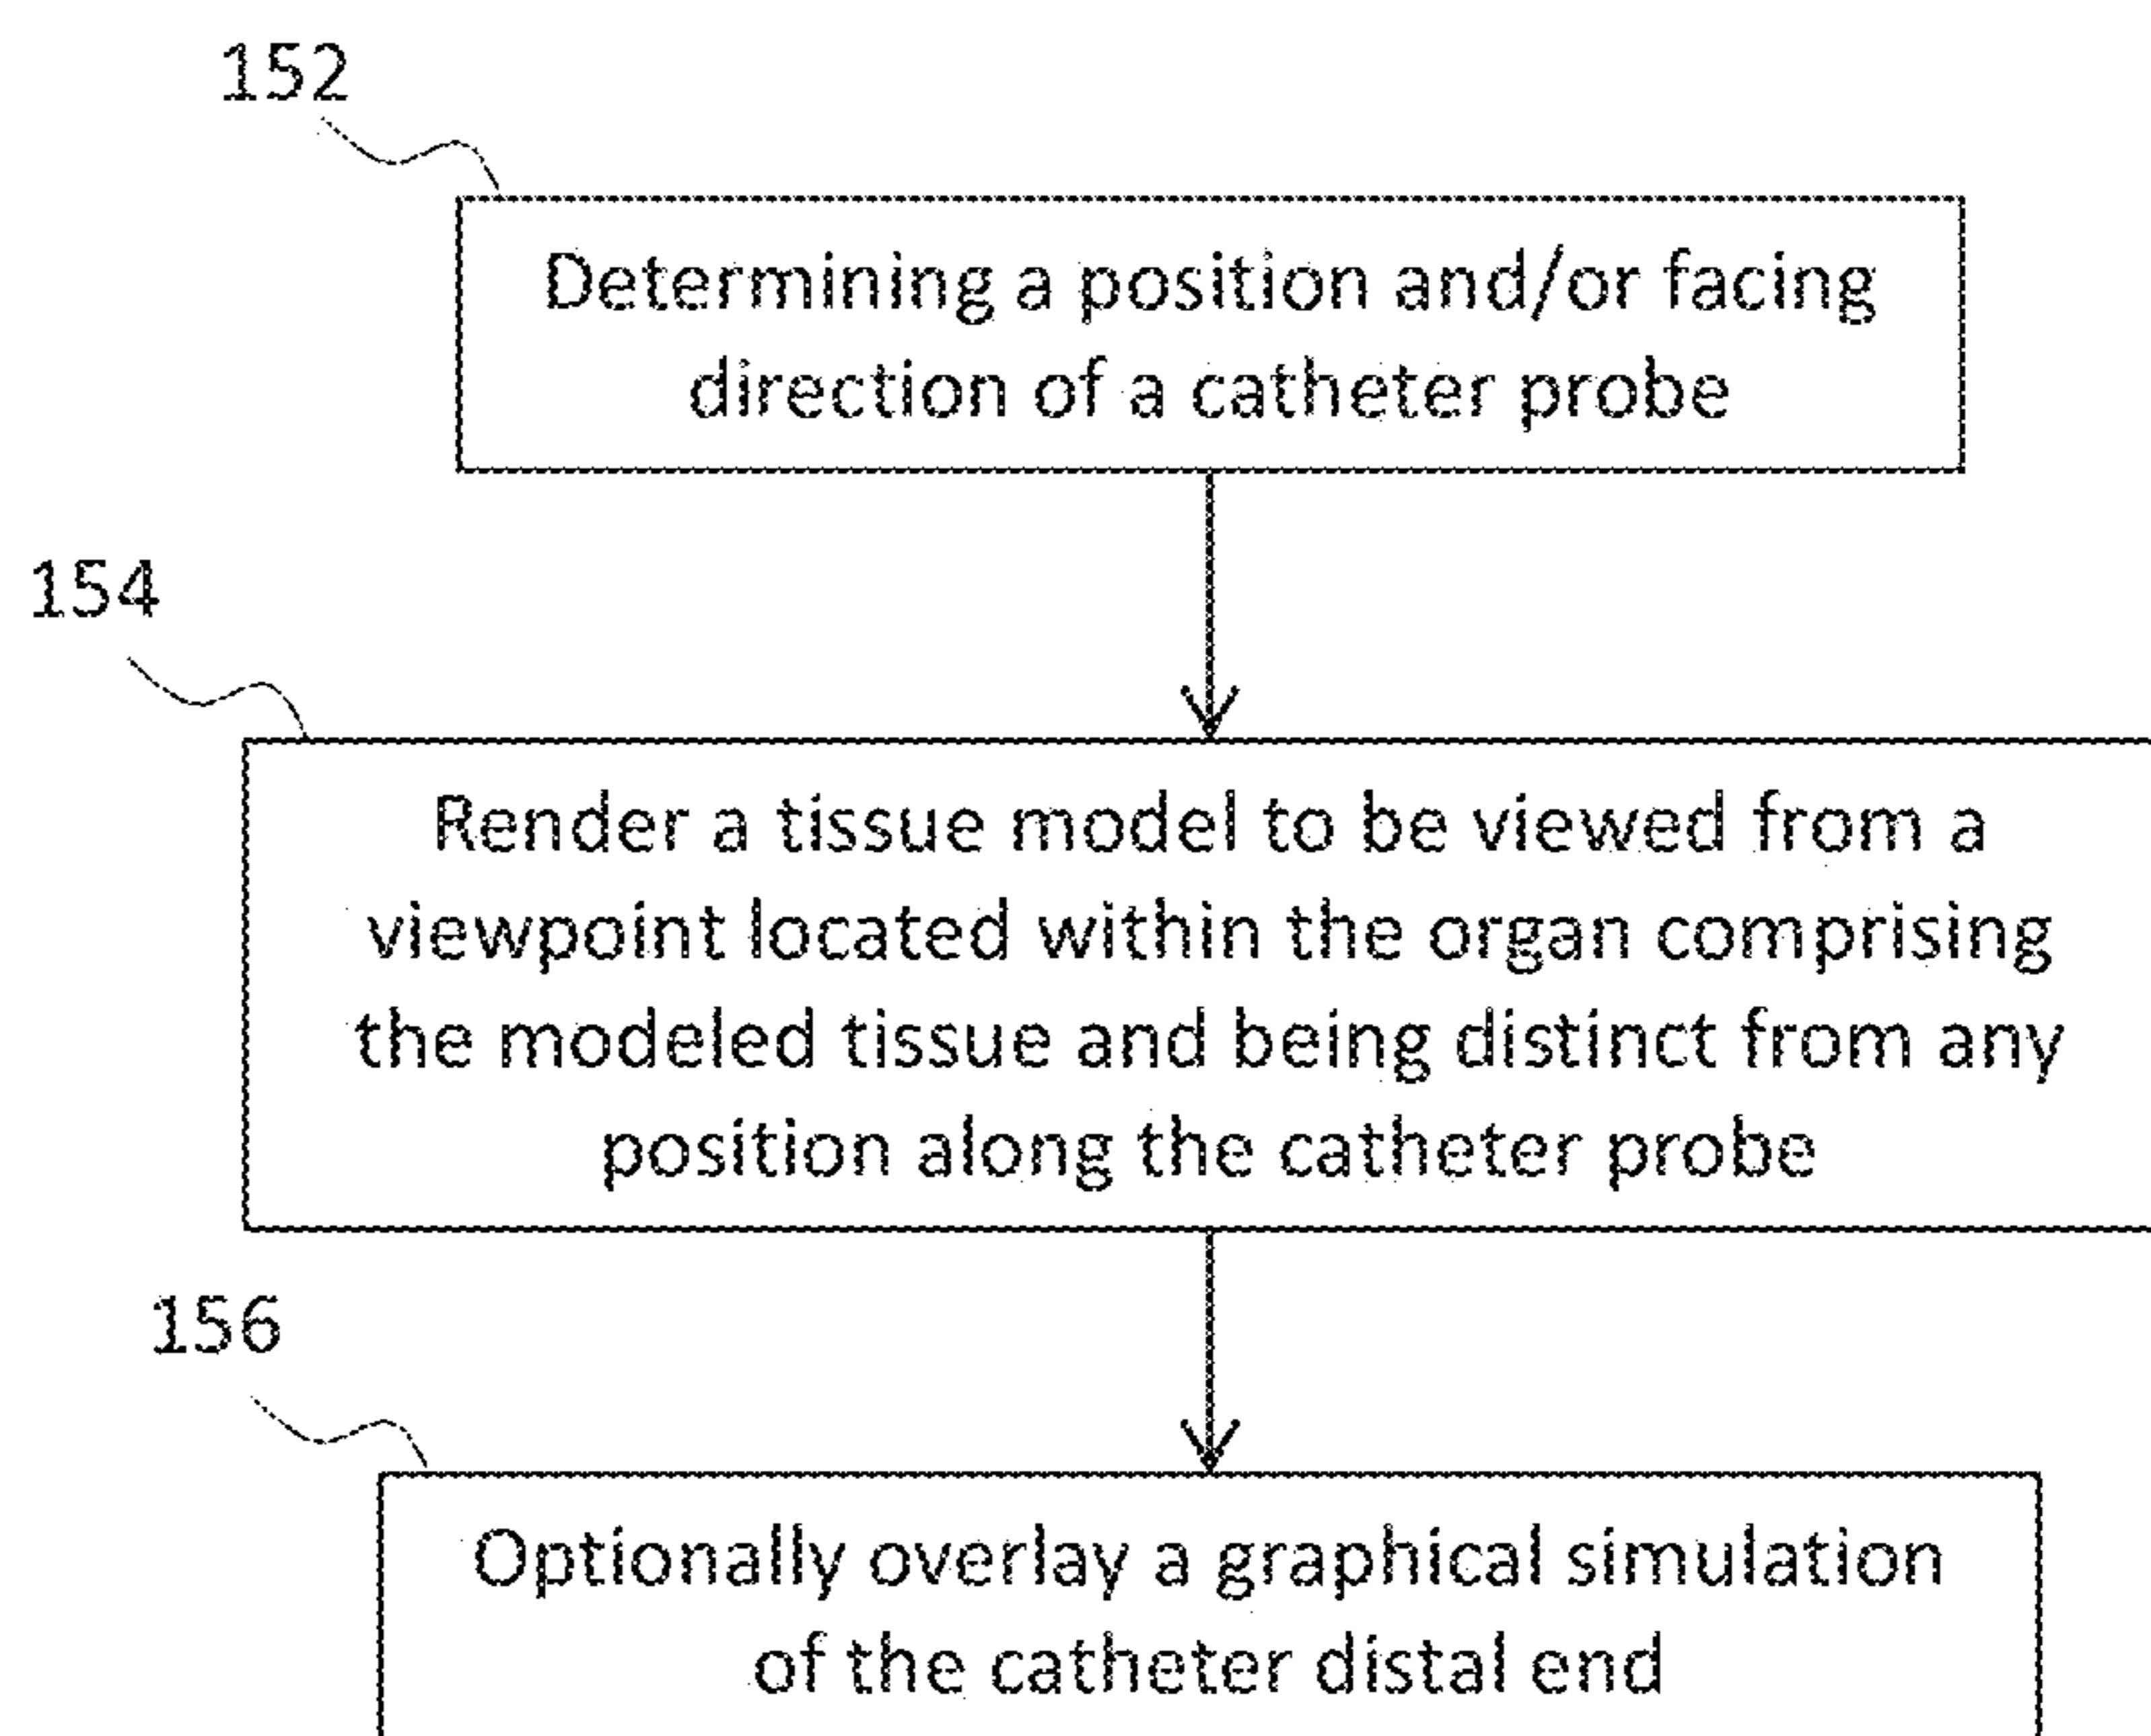 152
Determining a position and/or facing
direction of a catheter probe
154
Render a tissue model to be viewed from a
viewpoint located within the organ comprising
the modeled tissue and being distinct from any
position along the catheter probe
156
Optionally overlay a graphical simulation
of the catheter distal end